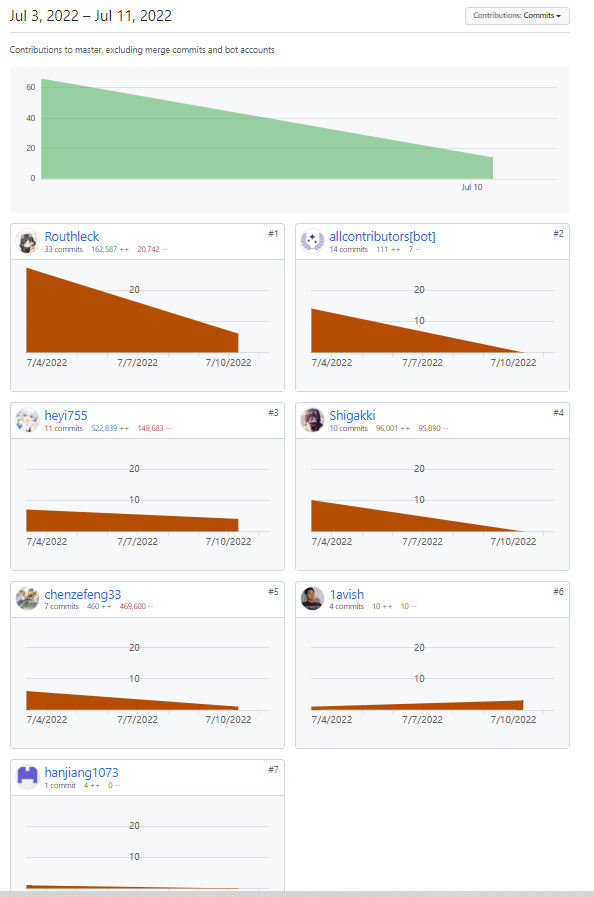 Jul 3, 2022 – Jul 11, 2022
Contributions: Commits
Contributions to master, excluding merge commits and bot accounts
60
40
20
0
Jul 10
Routhleck #1
33 commits 162,587 ++ 20,742 --
20
7/4/2022 7/7/2022 7/10/2022
allcontributors[bot] #2
14 commits 111 ++ 7 --
20
10
7/4/2022 7/7/2022 7/10/2022
heyi755 #3
11 commits 522,839 ++ 149,683 --
20
10
7/4/2022 7/7/2022 7/10/2022
Shigakki #4
10 commits 96,001 ++ 95,890 --
20
10
7/4/2022 7/7/2022 7/10/2022
chenzefeng33 #5
7 commits 460 ++ 469,600 --
20
10
7/4/2022 7/7/2022 7/10/2022
1avish #6
4 commits 10 ++ 10 --
20
10
7/4/2022 7/7/2022 7/10/2022
hanjiang1073 #7
1 commit 4 ++ 0 --
20
10